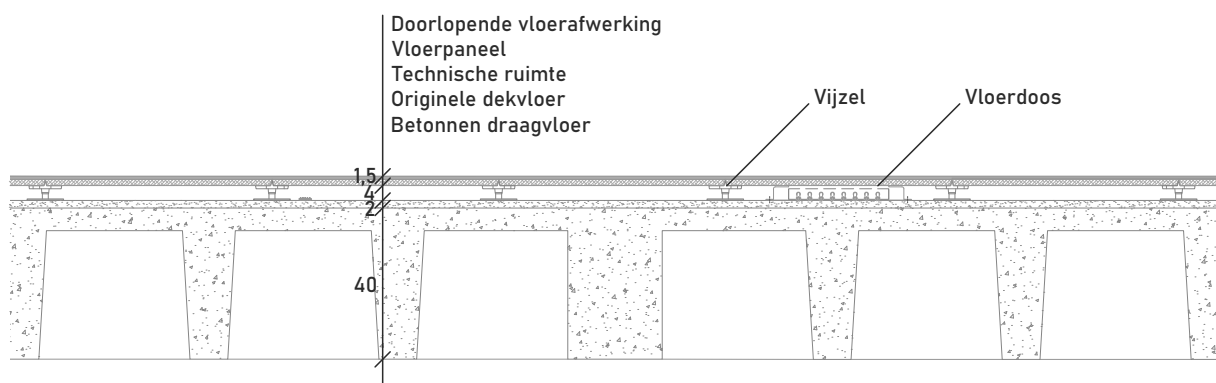 Doorlopende vloerafwerking
Vloerpaneel
Technische ruimte
Originele dekvloer
Betonnen draagvloer
Vijzel
Vloerdoos
1,5
4
2
40